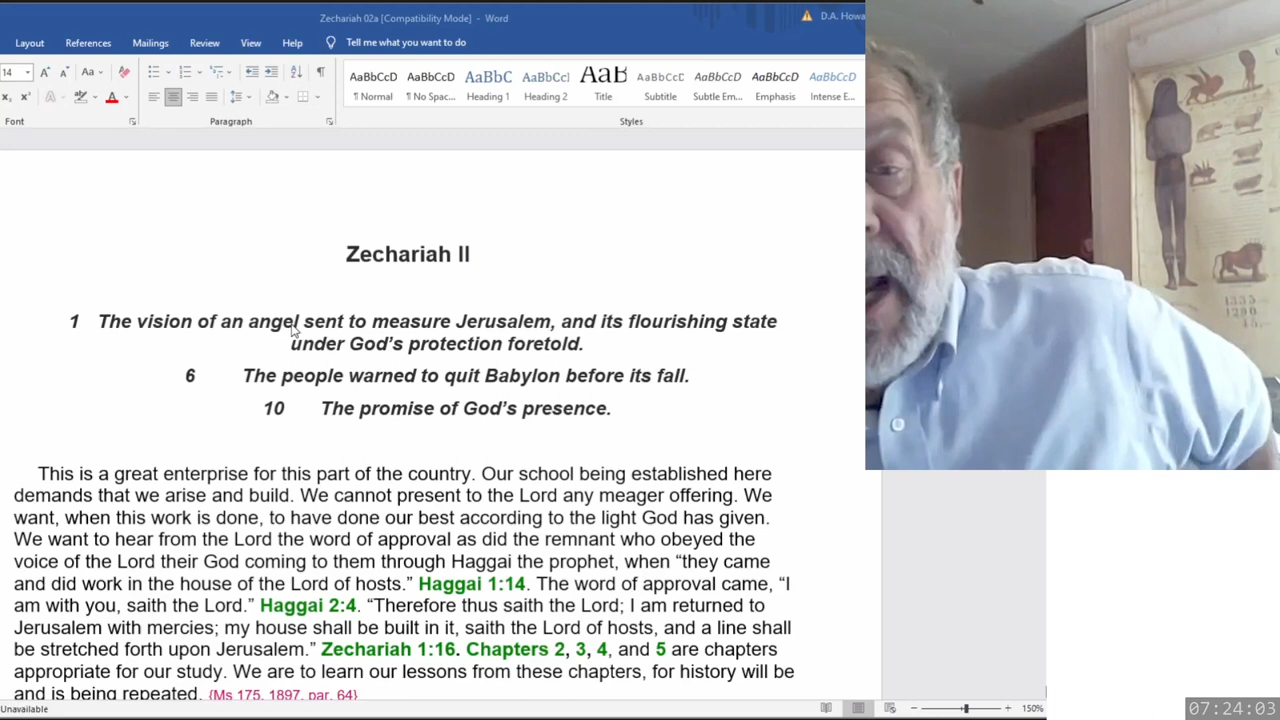 Zechariah 02a [Compatibility Mode] - Word
D.A. Howa
Layout References Mailings Review View Help Tell me what you want to do
14 A A Aa
AaBbCcD AaBbCcD AaBbC AaBbCc AaB AaBbCcD AaBbCcD AaBbCcD AaBbCcD
¶ Normal ¶ No Spac... Heading 1 Heading 2 Title Subtitle Subtle Em... Emphasis Intense E...
Font Paragraph Styles
Zechariah II
1 The vision of an angel sent to measure Jerusalem, and its flourishing state
under God’s protection foretold.
6 The people warned to quit Babylon before its fall.
10 The promise of God’s presence.
This is a great enterprise for this part of the country. Our school being established here
demands that we arise and build. We cannot present to the Lord any meager offering. We
want, when this work is done, to have done our best according to the light God has given.
We want to hear from the Lord the word of approval as did the remnant who obeyed the
voice of the Lord their God coming to them through Haggai the prophet, when “they came
and did work in the house of the Lord of hosts.” Haggai 1:14. The word of approval came, “I
am with you, saith the Lord.” Haggai 2:4. “Therefore thus saith the Lord; I am returned to
Jerusalem with mercies; my house shall be built in it, saith the Lord of hosts, and a line shall
be stretched forth upon Jerusalem.” Zechariah 1:16. Chapters 2, 3, 4, and 5 are chapters
appropriate for our study. We are to learn our lessons from these chapters, for history will be
and is being repeated. {Ms 175, 1897, par. 64}
Unavailable
150%
1335
1290
45
07:24:03